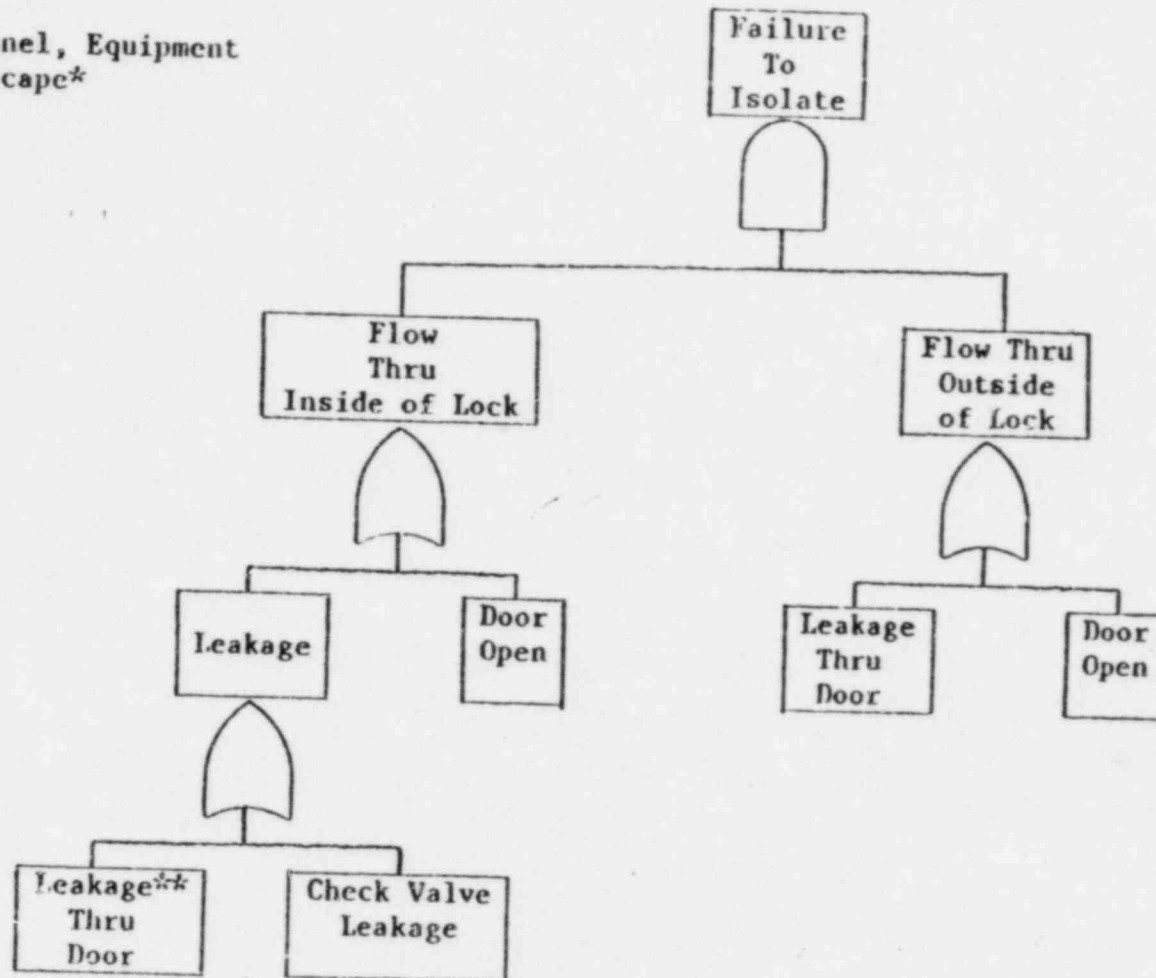 nel, Equipment
cape*
Failure
To
Isolate
Flow
Thru
Inside of Lock
Flow Thru
Outside
of Lock
Leakage
Door
Open
Leakage
Thru
Door
Door
Open
Leakage**
Thru
Door
Check Valve
Leakage